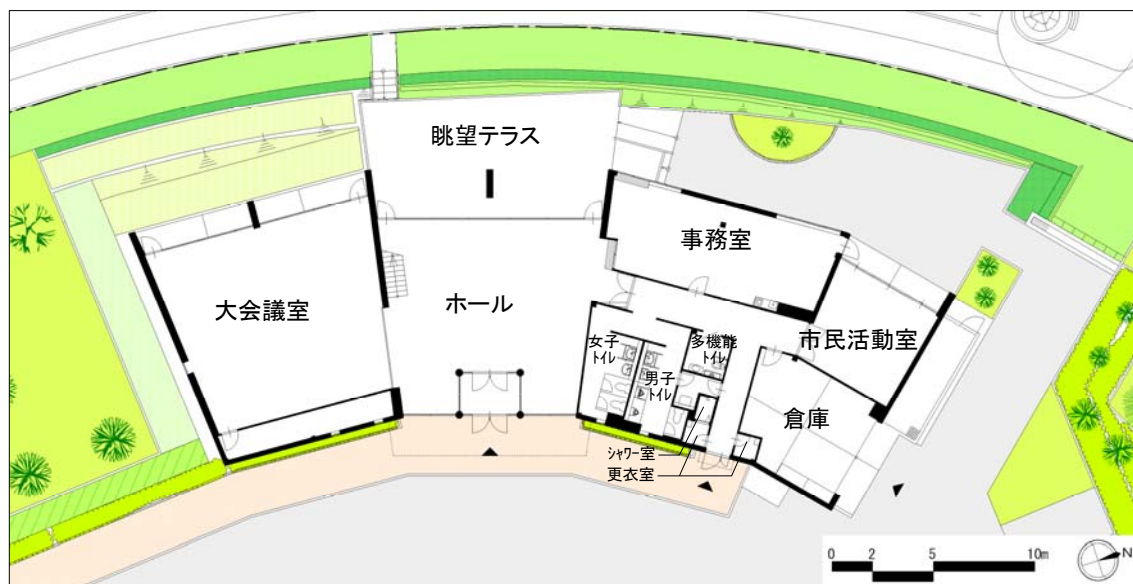 眺望テラス
事務室
大会議室
ホール
市民活動室
女子
トイレ
多機能
トイレ
男子
トイレ
倉庫
シャワー室
更衣室
0 2 5 10m
N